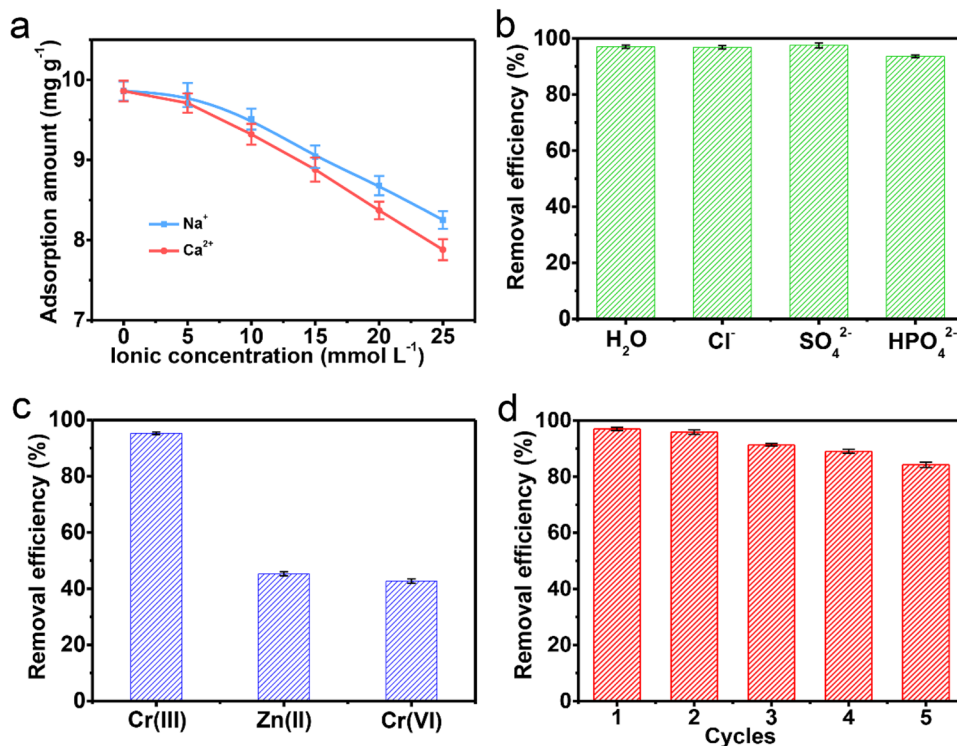 a
Adsorption amount (mg g⁻¹)
10
9
8
7
Na⁺
Ca²⁺
0 5 10 15 20 25
Ionic concentration (mmol L⁻¹)
b
Removal efficiency (%)
100
80
60
40
20
0
H₂O Cl⁻ SO₄²⁻ HPO₄²⁻
c
Removal efficiency (%)
100
80
60
40
20
0
Cr(III) Zn(II) Cr(VI)
d
Removal efficiency (%)
100
80
60
40
20
0
1 2 3 4 5
Cycles